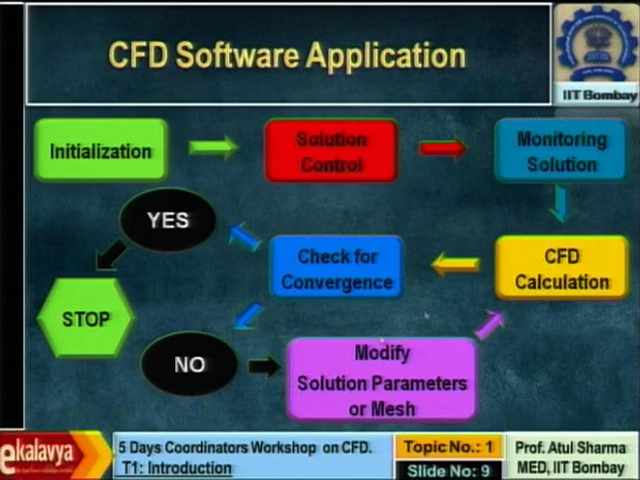 CFD Software Application
IIT Bombay
Initialization
Solution
Control
Monitoring
Solution
YES
Check for
Convergence
CFD
Calculation
STOP
NO
Modify
Solution Parameters
or Mesh
ekalavya
5 Days Coordinators Workshop on CFD.
T1: Introduction
Topic No.: 1
Slide No: 9
Prof. Atul Sharma
MED, IIT Bombay